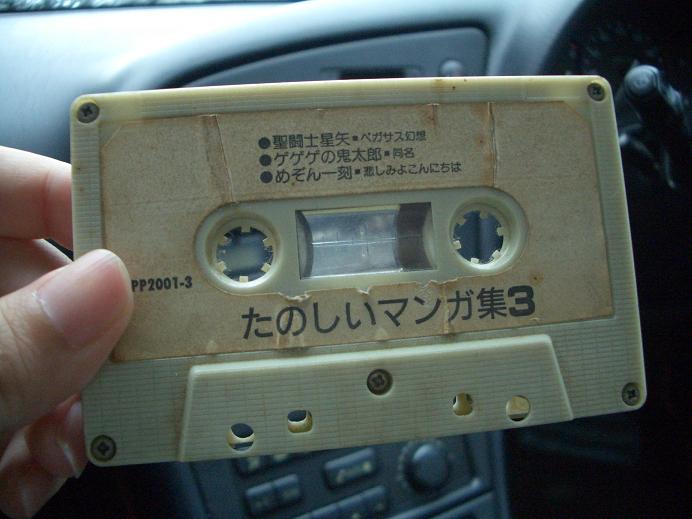 ●聖闘士星矢■ペガサス幻想
●ゲゲゲの鬼太郎■同名
●めぞん一刻■悲しみよこんにちは
PP2001-3
たのしいマンガ集3